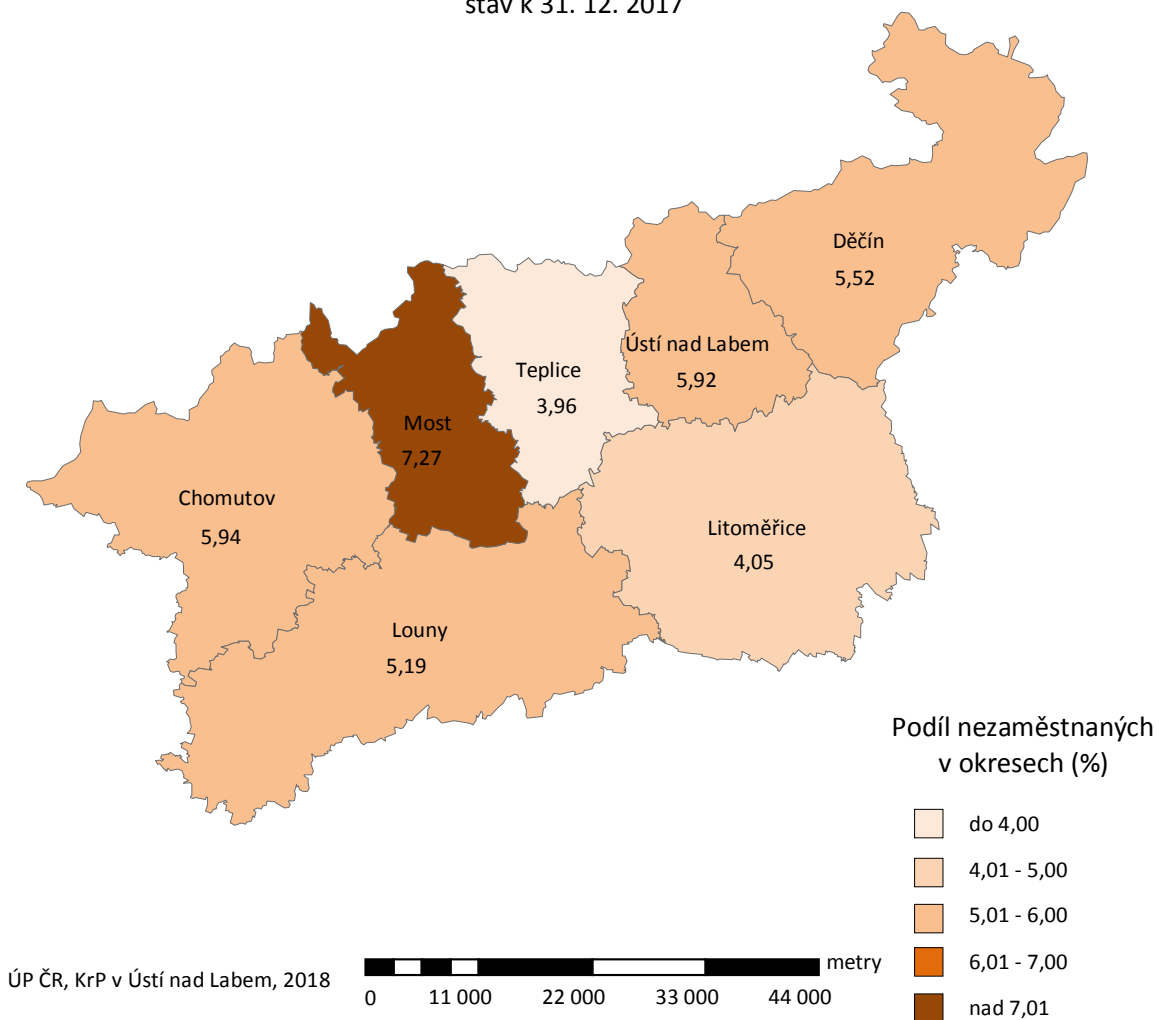 stav k 31. 12. 2017
Děčín
5,52
Ústí nad Labem
5,92
Teplice
3,96
Most
7,27
Chomutov
5,94
Litoměřice
4,05
Louny
5,19
Podíl nezaměstnaných
v okresech (%)
do 4,00
4,01 - 5,00
5,01 - 6,00
6,01 - 7,00
nad 7,01
ÚP ČR, KrP v Ústí nad Labem, 2018
metry
0 11 000 22 000 33 000 44 000